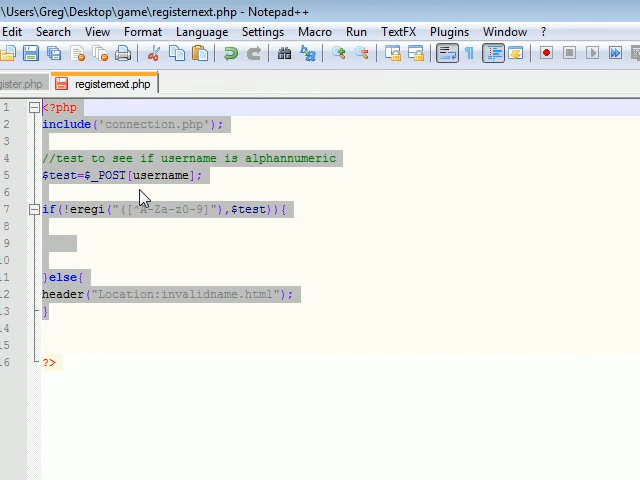 \Users\Greg\Desktop\game\registernext.php - Notepad++
Edit Search View Format Language Settings Macro Run TextFX Plugins Window ?
gister.php registernext.php
1 <?php
2 include('connection.php');
3
4 //test to see if username is alphannumeric
5 $test=$_POST[username];
6
7 if(!eregi("([^A-Za-z0-9]",$test)){
8
9
10
11 }else{
12 header("Location:invalidname.html");
13 }
14
15
16 ?>